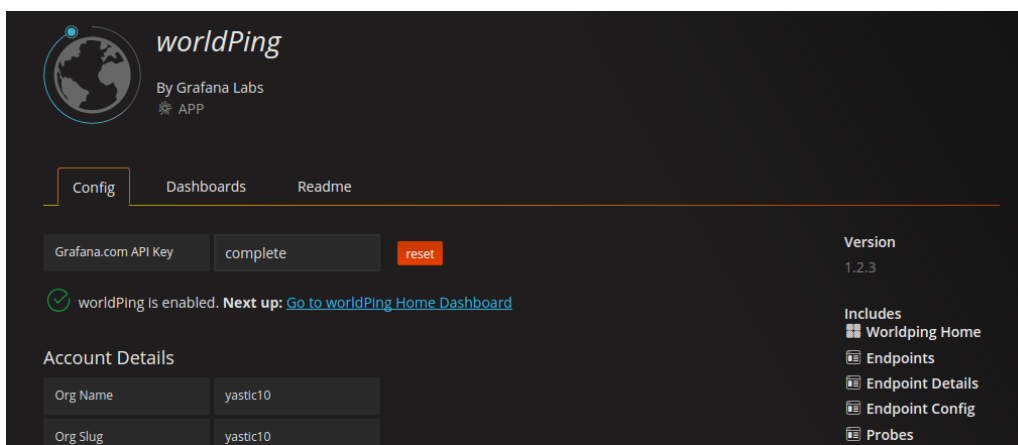 worldPing
By Grafana Labs
APP
Config Dashboards Readme
Grafana.com API Key complete reset
worldPing is enabled. Next up: Go to worldPing Home Dashboard
Account Details
Org Name yastic10
Org Slug yastic10
Version
1.2.3
Includes
Worldping Home
Endpoints
Endpoint Details
Endpoint Config
Probes